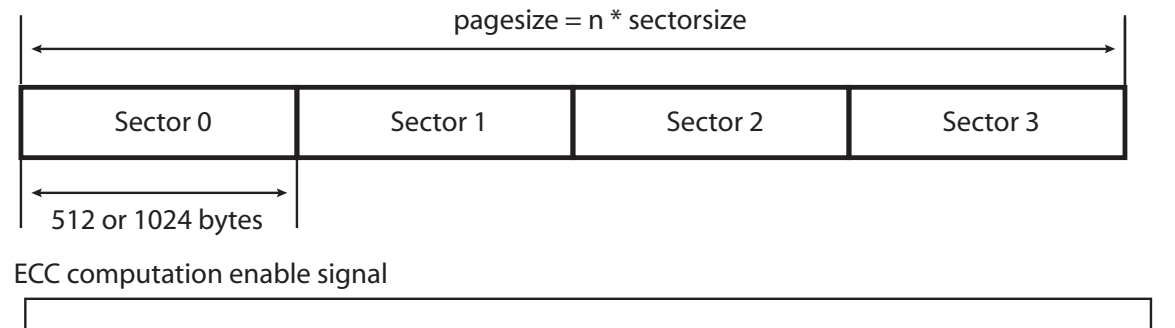 pagesize = n * sectorsize
Sector 0 Sector 1 Sector 2 Sector 3
512 or 1024 bytes
ECC computation enable signal